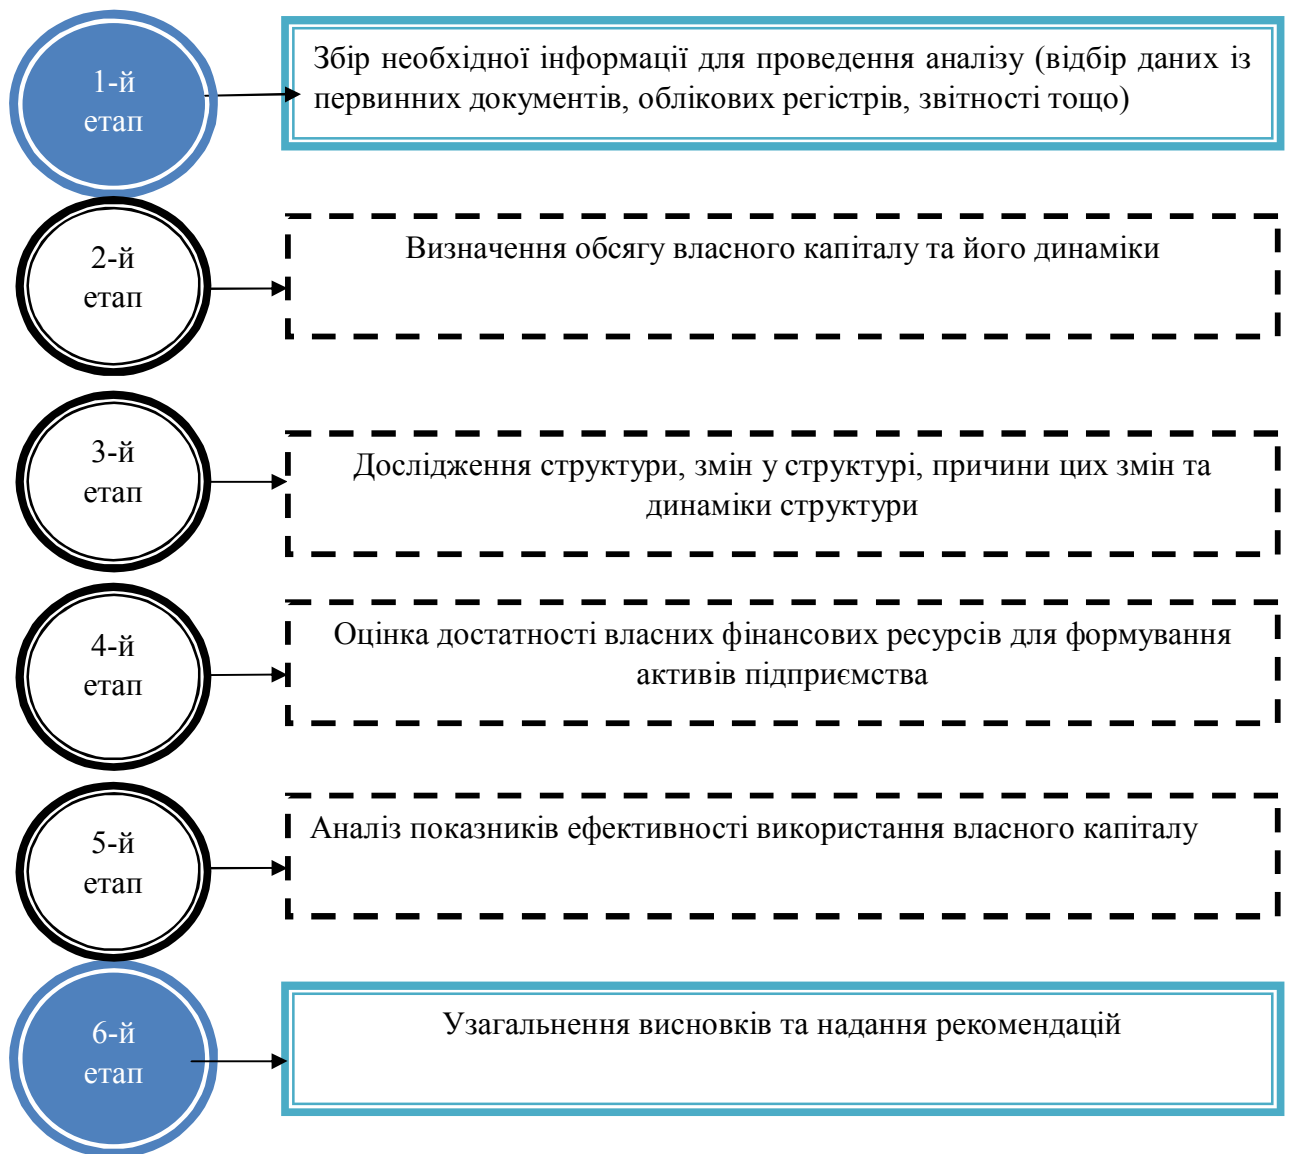 1-й
етап
Збір необхідної інформації для проведення аналізу (відбір даних із
первинних документів, облікових регістрів, звітності тощо)
2-й
етап
Визначення обсягу власного капіталу та його динаміки
3-й
етап
Дослідження структури, змін у структурі, причини цих змін та
динаміки структури
4-й
етап
Оцінка достатності власних фінансових ресурсів для формування
активів підприємства
5-й
етап
Аналіз показників ефективності використання власного капіталу
6-й
етап
Узагальнення висновків та надання рекомендацій